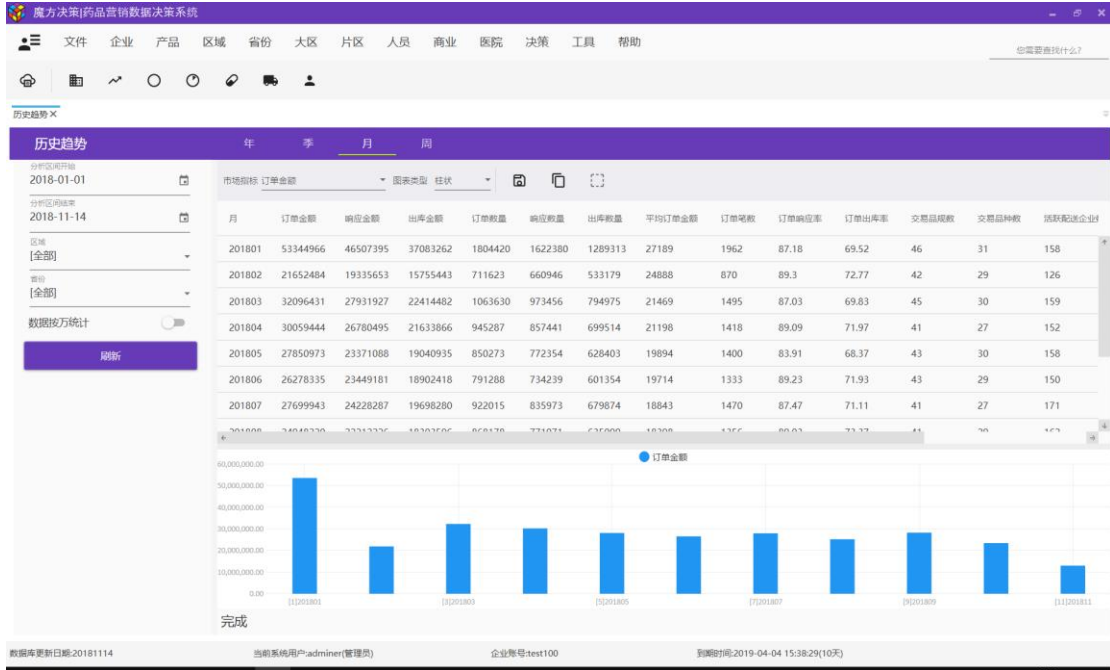 魔方决策|药品营销数据决策系统
文件 企业 产品 区域 省份 大区 片区 人员 商业 医院 决策 工具 帮助
您需要查找什么?
历史趋势
历史趋势 年 季 月 周
分析区间开始
2018-01-01
分析区间结束
2018-11-14
区域
[全部]
省份
[全部]
数据按万统计
刷新
市场指标 订单金额 图表类型 柱状
月 订单金额 响应金额 出库金额 订单数量 响应数量 出库数量 平均订单金额 订单笔数 订单响应率 订单出库率 交易品规数 交易品种数 活跃配送企业
201801 53344966 46507395 37083262 1804420 1622380 1289313 27189 1962 87.18 69.52 46 31 158
201802 21652484 19335653 15755443 711623 660946 533179 24888 870 89.3 72.77 42 29 126
201803 32096431 27931927 22414482 1063630 973456 794975 21469 1495 87.03 69.83 45 30 159
201804 30059444 26780495 21633866 945287 857441 699514 21198 1418 89.09 71.97 41 27 152
201805 27850973 23371088 19040935 850273 772354 628403 19894 1400 83.91 68.37 43 30 158
201806 26278335 23449181 18902418 791288 734239 601354 19714 1333 89.23 71.93 43 29 150
201807 27699943 24228287 19698280 922015 835973 679874 18843 1470 87.47 71.11 41 27 171
订单金额
60,000,000.00
50,000,000.00
40,000,000.00
30,000,000.00
20,000,000.00
10,000,000.00
0.00
[1]201801 [3]201803 [5]201805 [7]201807 [9]201809 [11]201811
完成
数据库更新日期:20181114 当前系统用户:adminer(管理员) 企业账号:test100 到期时间:2019-04-04 15:38:29(10天)